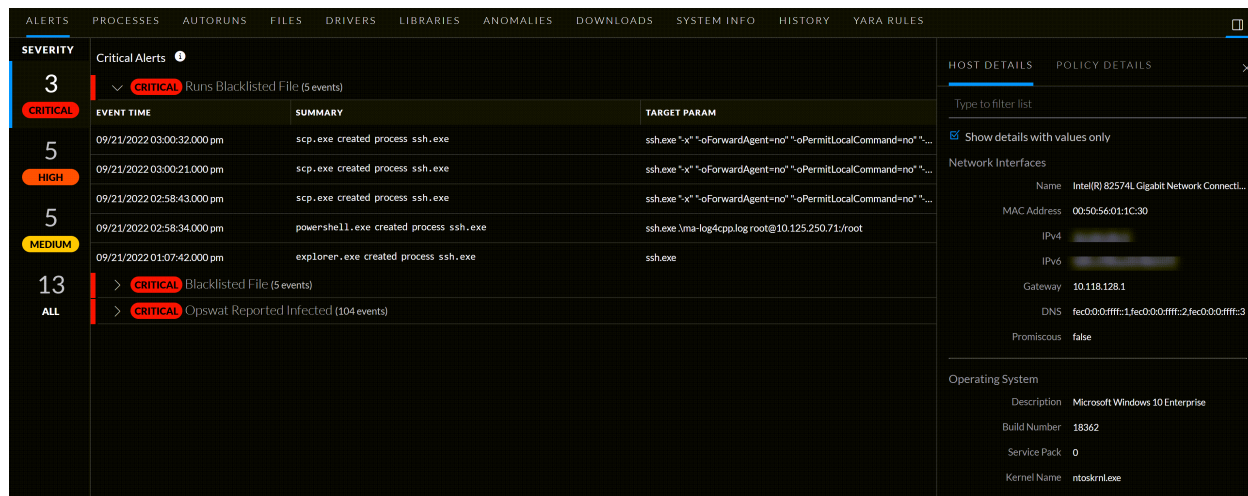 ALERTS PROCESSES AUTORUNS FILES DRIVERS LIBRARIES ANOMALIES DOWNLOADS SYSTEM INFO HISTORY YARA RULES
SEVERITY
3
CRITICAL
5
HIGH
5
MEDIUM
13
ALL
Critical Alerts
CRITICAL Runs Blacklisted File (5 events)
EVENT TIME SUMMARY TARGET PARAM
09/21/2022 03:00:32.000 pm scp.exe created process ssh.exe ssh.exe "-x" "-oForwardAgent=no" "-oPermitLocalCommand=no" "-...
09/21/2022 03:00:21.000 pm scp.exe created process ssh.exe ssh.exe "-x" "-oForwardAgent=no" "-oPermitLocalCommand=no" "-...
09/21/2022 02:58:43.000 pm scp.exe created process ssh.exe ssh.exe "-x" "-oForwardAgent=no" "-oPermitLocalCommand=no" "-...
09/21/2022 02:58:34.000 pm powershell.exe created process ssh.exe ssh.exe .\ma-log4cpp.log root@10.125.250.71:/root
09/21/2022 01:07:42.000 pm explorer.exe created process ssh.exe ssh.exe
CRITICAL Blacklisted File (5 events)
CRITICAL Opswat Reported Infected (104 events)
HOST DETAILS POLICY DETAILS
Type to filter list
Show details with values only
Network Interfaces
Name Intel(R) 82574L Gigabit Network Connecti...
MAC Address 00:50:56:01:1C:30
IPv4
IPv6
Gateway 10.118.128.1
DNS fec0:0:0:ffff::1,fec0:0:0:ffff::2,fec0:0:0:ffff::3
Promiscous false
Operating System
Description Microsoft Windows 10 Enterprise
Build Number 18362
Service Pack 0
Kernel Name ntoskrnl.exe